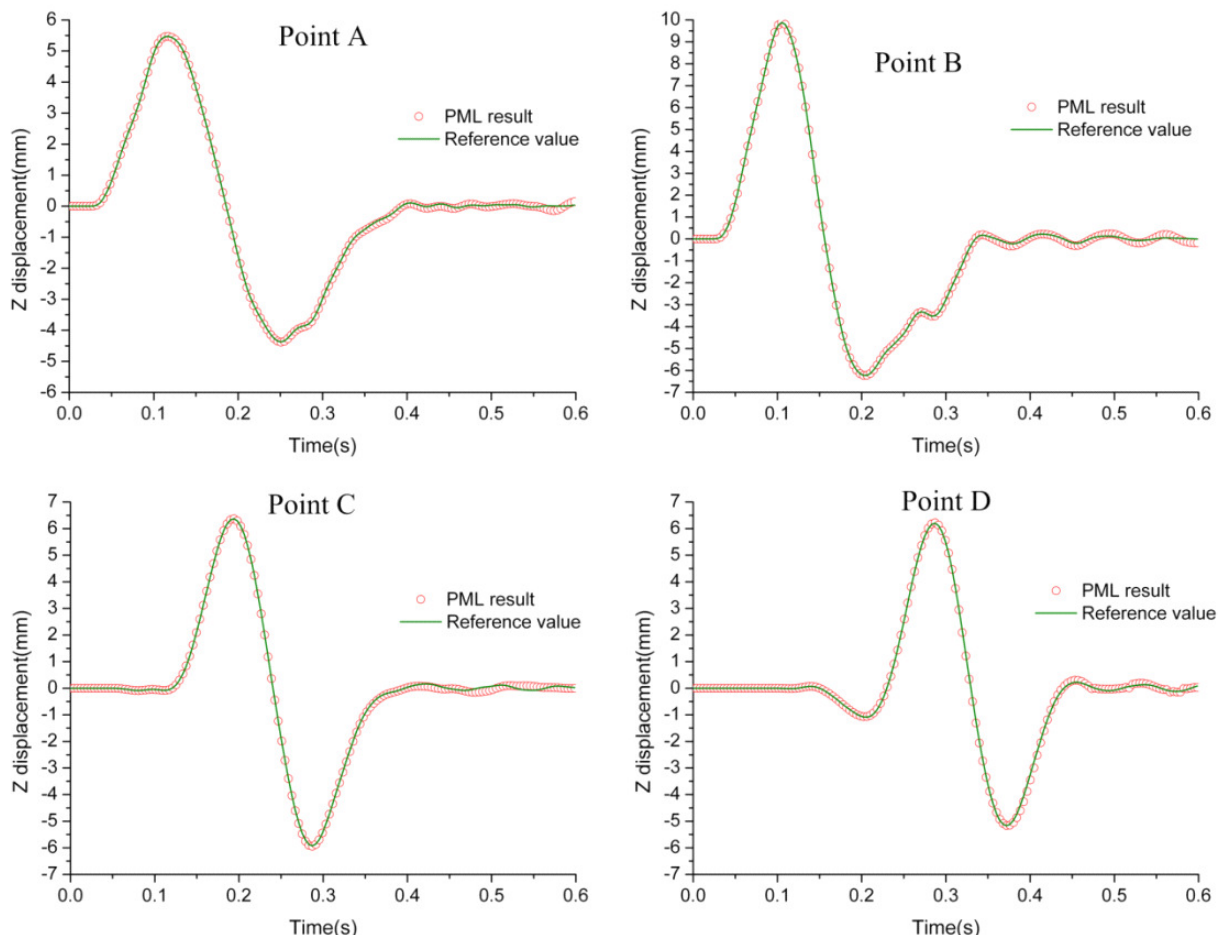 Point A
PML result
Reference value
6
5
4
3
2
1
0
-1
-2
-3
-4
-5
-6
Z displacement(mm)
0.0 0.1 0.2 0.3 0.4 0.5 0.6
Time(s)
Point B
PML result
Reference value
10
9
8
7
6
5
4
3
2
1
0
-1
-2
-3
-4
-5
-6
-7
Z displacement(mm)
0.0 0.1 0.2 0.3 0.4 0.5 0.6
Time(s)
Point C
PML result
Reference value
7
6
5
4
3
2
1
0
-1
-2
-3
-4
-5
-6
-7
Z displacement(mm)
0.0 0.1 0.2 0.3 0.4 0.5 0.6
Time(s)
Point D
PML result
Reference value
7
6
5
4
3
2
1
0
-1
-2
-3
-4
-5
-6
-7
Z displacement(mm)
0.0 0.1 0.2 0.3 0.4 0.5 0.6
Time(s)